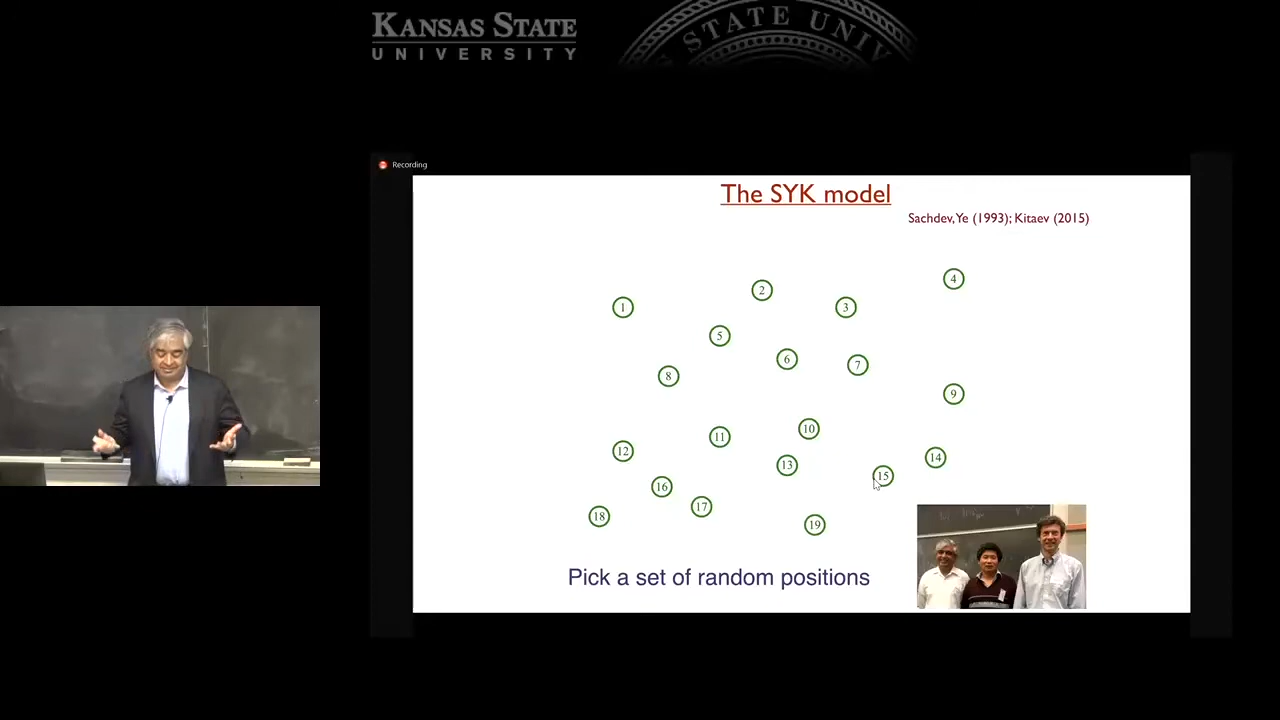 KANSAS STATE
UNIVERSITY
STATE UNIV
Recording
The SYK model
Sachdev, Ye (1993); Kitaev (2015)
4
2
1
3
5
6
7
8
9
10
11
12
14
13
15
16
17
18
19
Pick a set of random positions